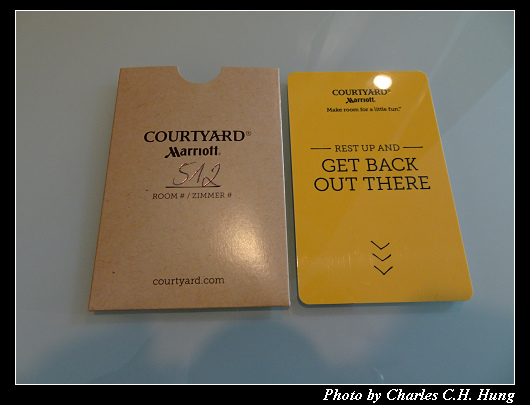 COURTYARD®
Marriott
512
ROOM # / ZIMMER #
courtyard.com
COURTYARD®
Marriott
Make room for a little fun.™
REST UP AND
GET BACK
OUT THERE
Photo by Charles C.H. Hung